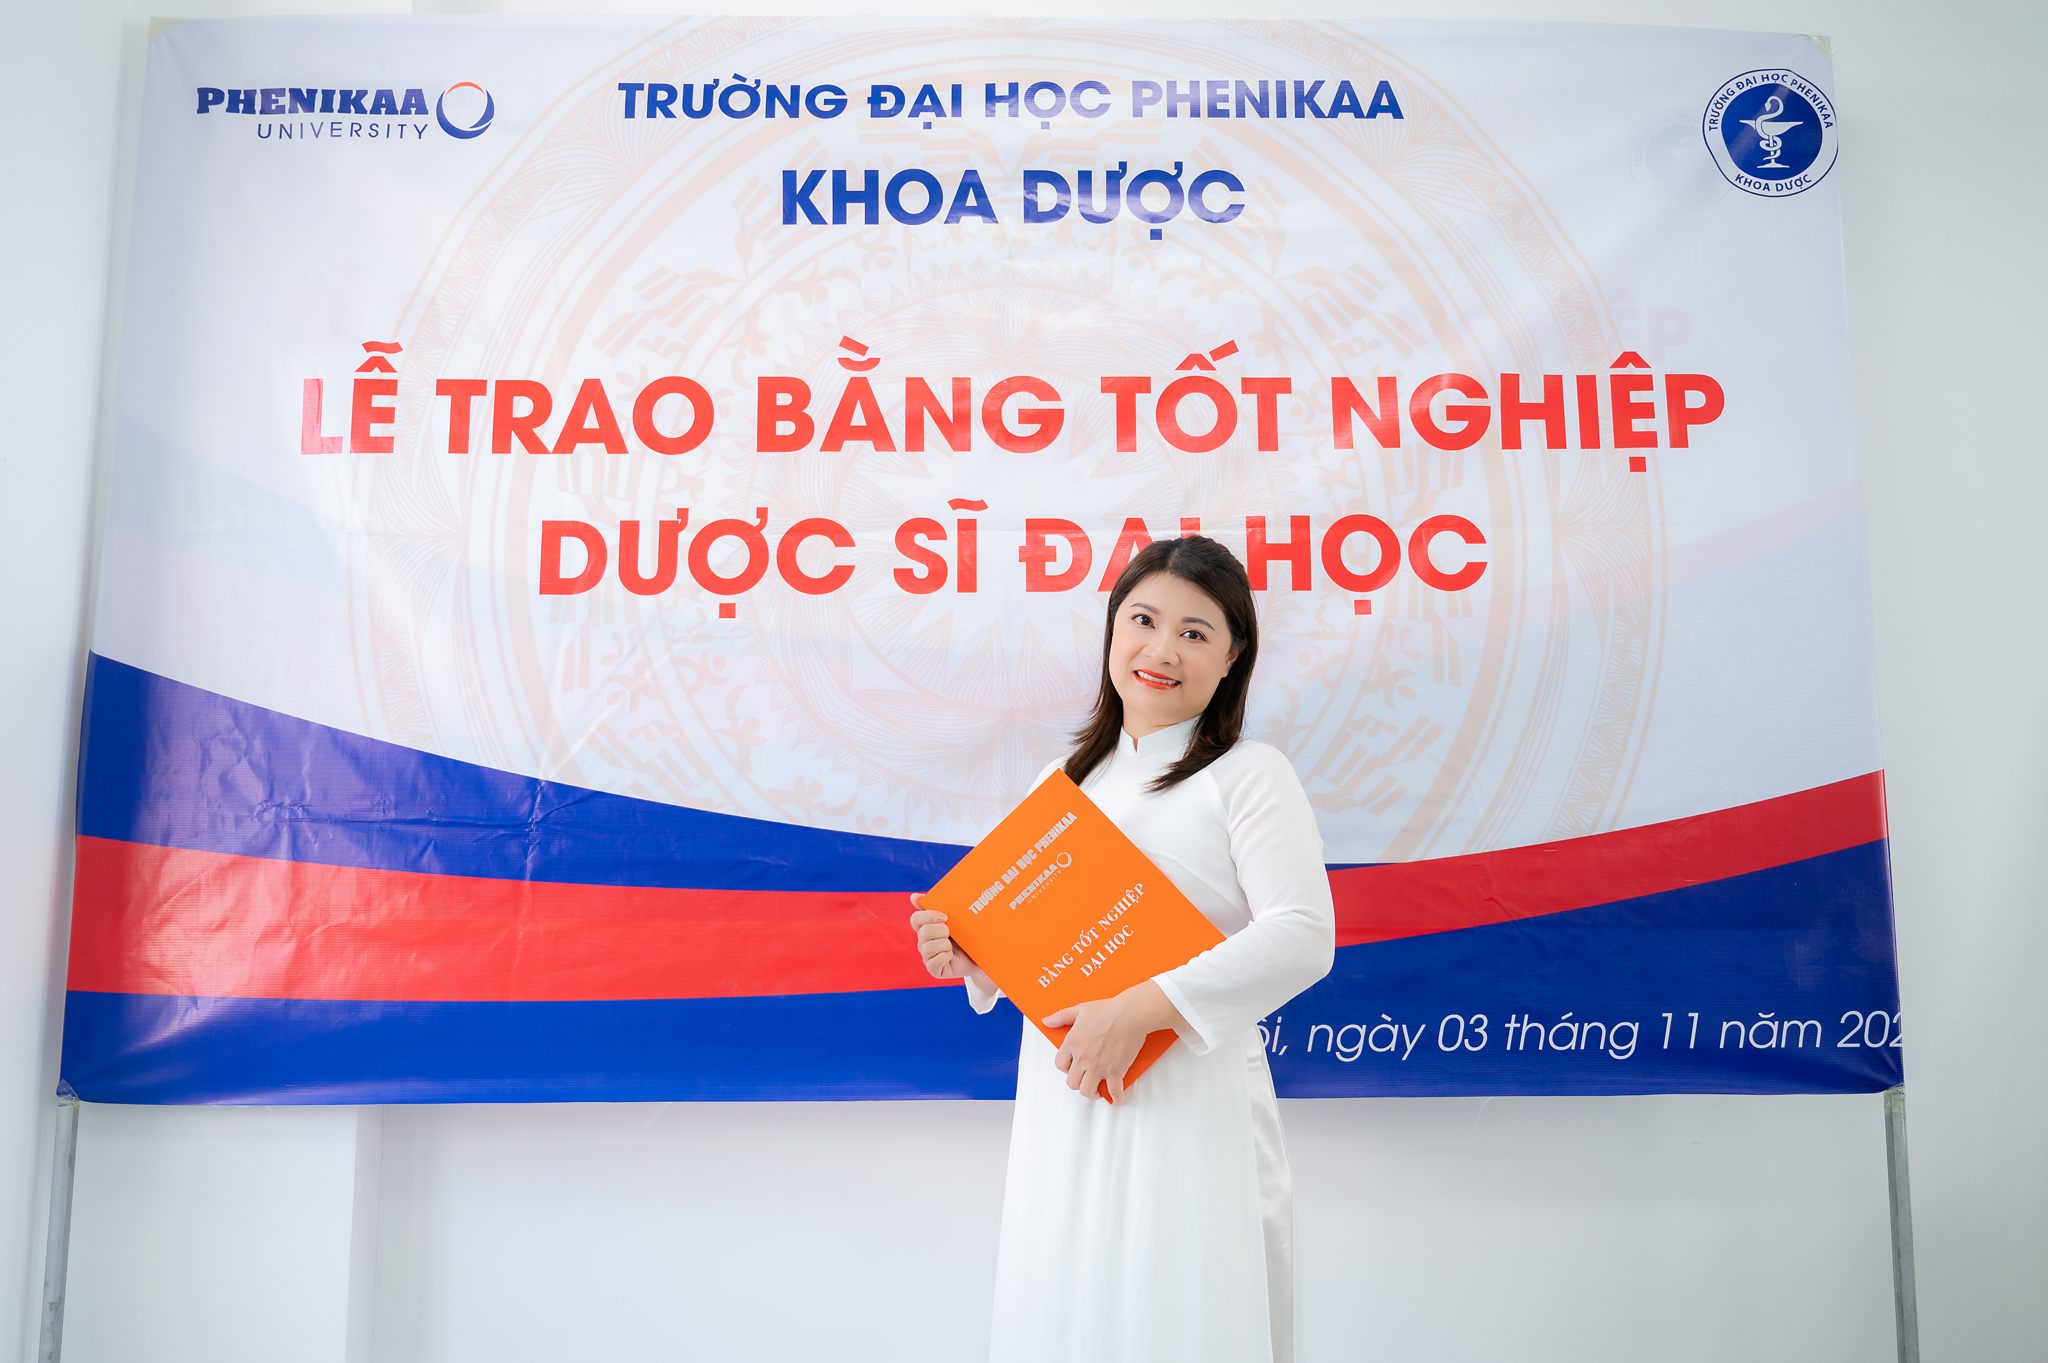 PHENIKAA
UNIVERSITY
TRƯỜNG ĐẠI HỌC PHENIKAA
KHOA DƯỢC
TRƯỜNG ĐẠI HỌC PHENIKAA
KHOA DƯỢC
LỄ TRAO BẰNG TỐT NGHIỆP
DƯỢC SĨ ĐẠI HỌC
TRƯỜNG ĐẠI HỌC PHENIKAA
PHENIKAA
UNIVERSITY
BẰNG TỐT NGHIỆP
ĐẠI HỌC
ội, ngày 03 tháng 11 năm 202